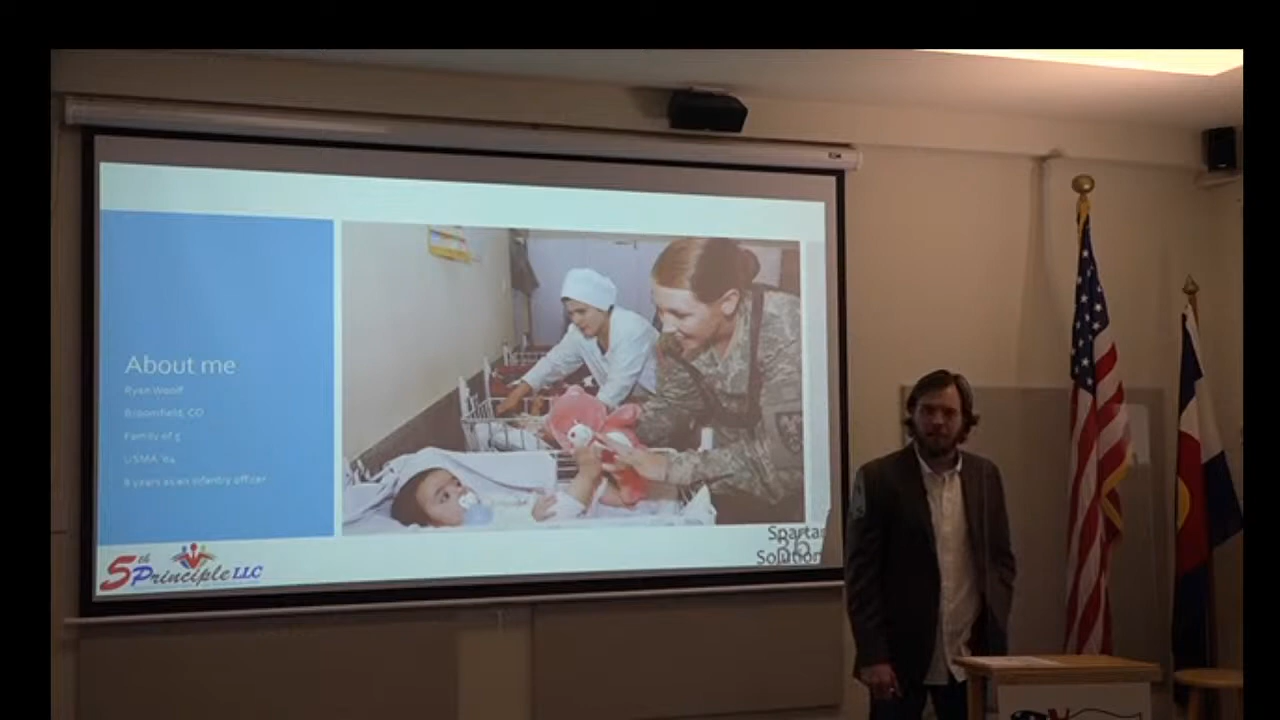 About me
Ryan Woolf
Broomfield, CO
Family of 5
USMA '04
8 years as an infantry officer
5th Principle LLC
Spartan
Solution